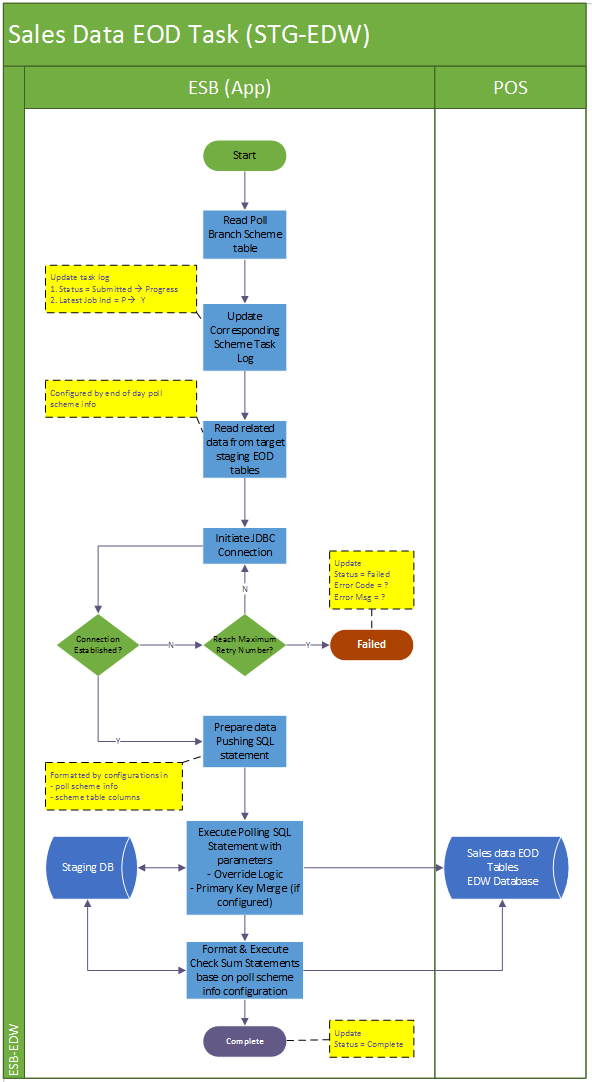 Sales Data EOD Task (STG-EDW)
ESB (App)
POS
Start
Read Poll
Branch Scheme
table
Update task log
1. Status = Submitted → Progress
2. Latest Job Ind = P → Y
Update
Corresponding
Scheme Task
Log
Configured by end of day poll
scheme info
Read related
data from target
staging EOD
tables
Initiate JDBC
Connection
Update
Status = Failed
Error Code = ?
Error Msg = ?
N
Connection
Established?
N
Reach Maximum
Retry Number?
Y
Failed
Y
Prepare data
Pushing SQL
statement
Formatted by configurations in
- poll scheme info
- scheme table columns
Execute Polling SQL
Statement with
parameters
- Override Logic
- Primary Key Merge (if
configured)
Staging DB
Sales data EOD
Tables
EDW Database
Format & Execute
Check Sum Statements
base on poll scheme
info configuration
Complete
Update
Status = Complete
ESB-EDW